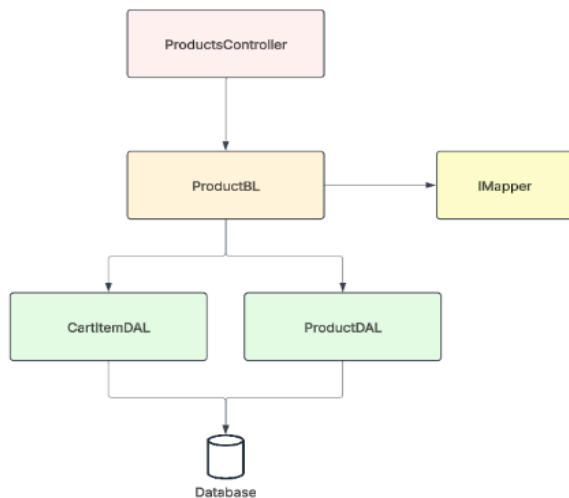 ProductsController
ProductBL
IMapper
CartItemDAL
ProductDAL
Database